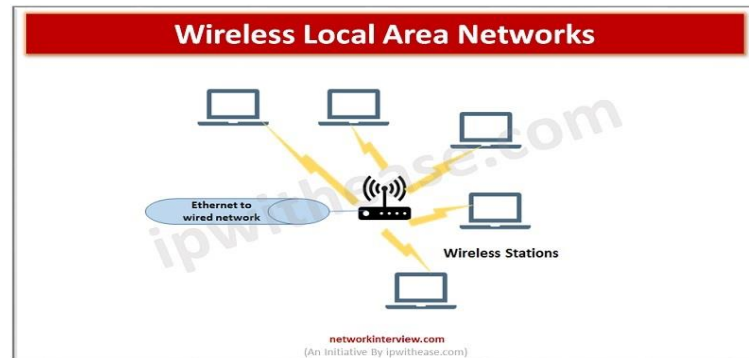 Wireless Local Area Networks
ipwithease.com
Ethernet to
wired network
Wireless Stations
networkinterview.com
(An Initiative By ipwithease.com)